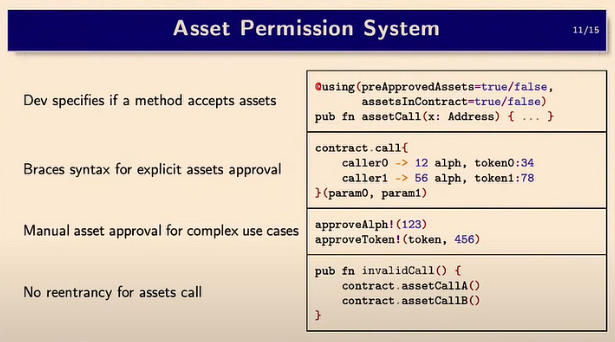 Asset Permission System
11/15
Dev specifies if a method accepts assets
@using(preApprovedAssets=true/false,
assetsInContract=true/false)
pub fn assetCall(x: Address) { ... }
Braces syntax for explicit assets approval
contract.call{
caller0 -> 12 alph, token0:34
caller1 -> 56 alph, token1:78
}(param0, param1)
Manual asset approval for complex use cases
approveAlph!(123)
approveToken!(token, 456)
No reentrancy for assets call
pub fn invalidCall() {
contract.assetCallA()
contract.assetCallB()
}